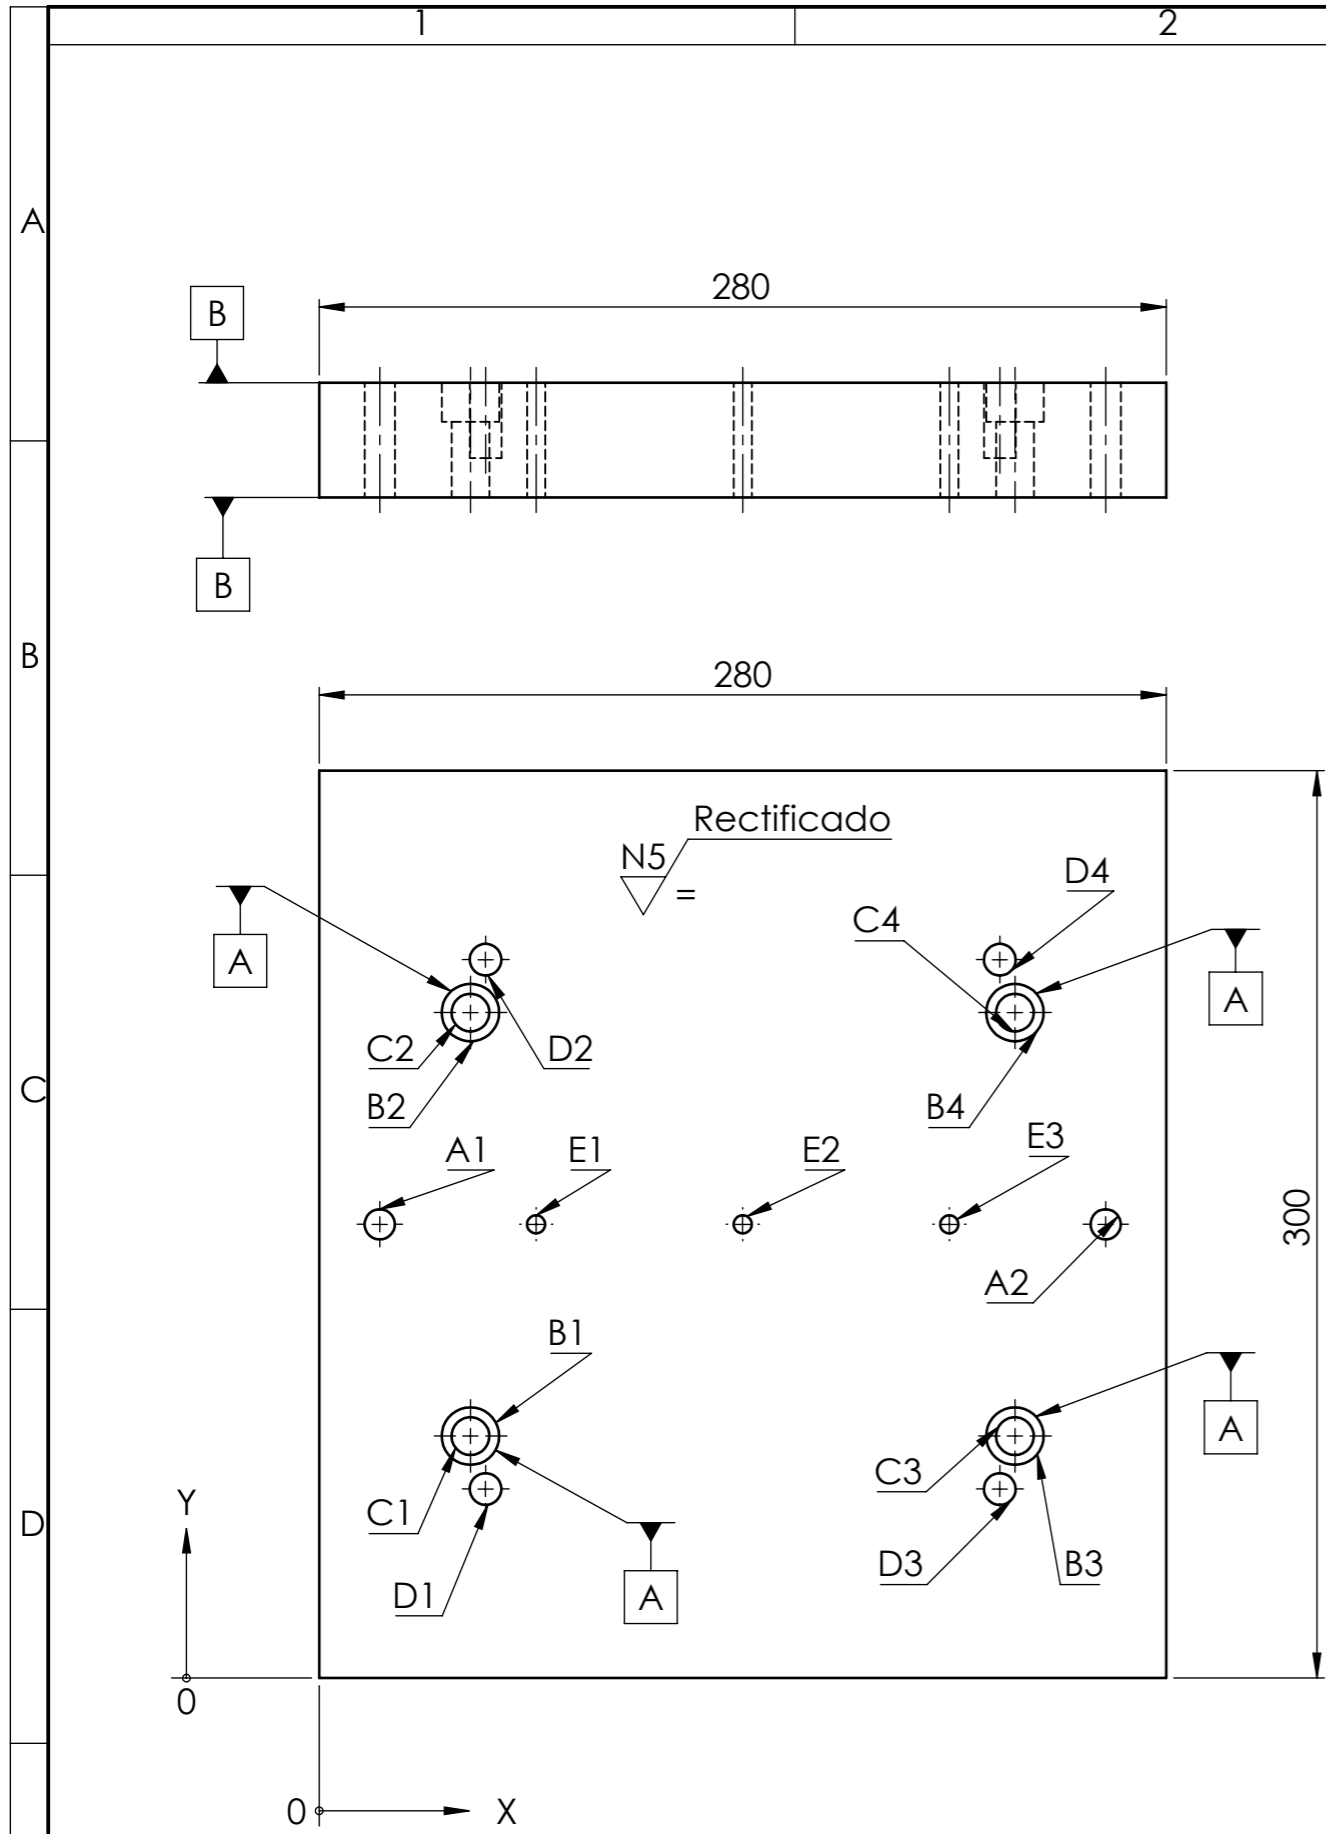 1 2
A
280
B
B
280
B
Rectificado
N5
=
D4
C4
A
A
C
C2 D2
B2 B4
A1 E1 E2 E3
300
A2
B1
A
C3
C1
D
Y
D3 B3
D1 A
0
0 X